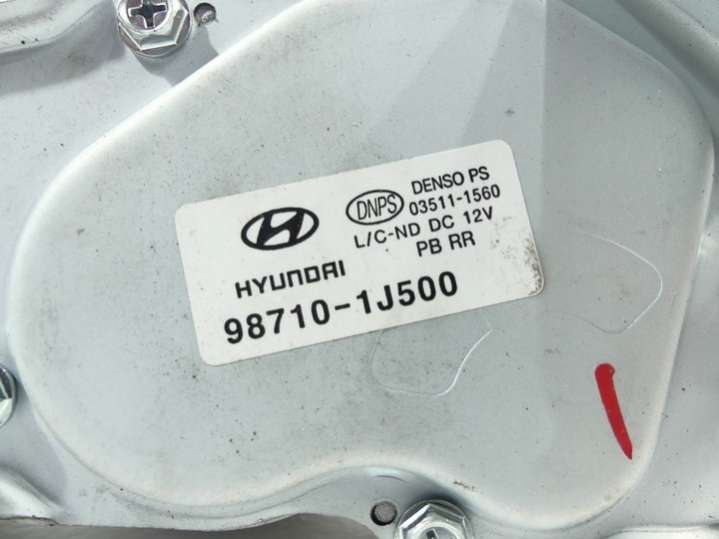 DNPS
DENSO PS
03511-1560
L/C-ND DC 12V
PB RR
HYUNDAI
98710-1J500